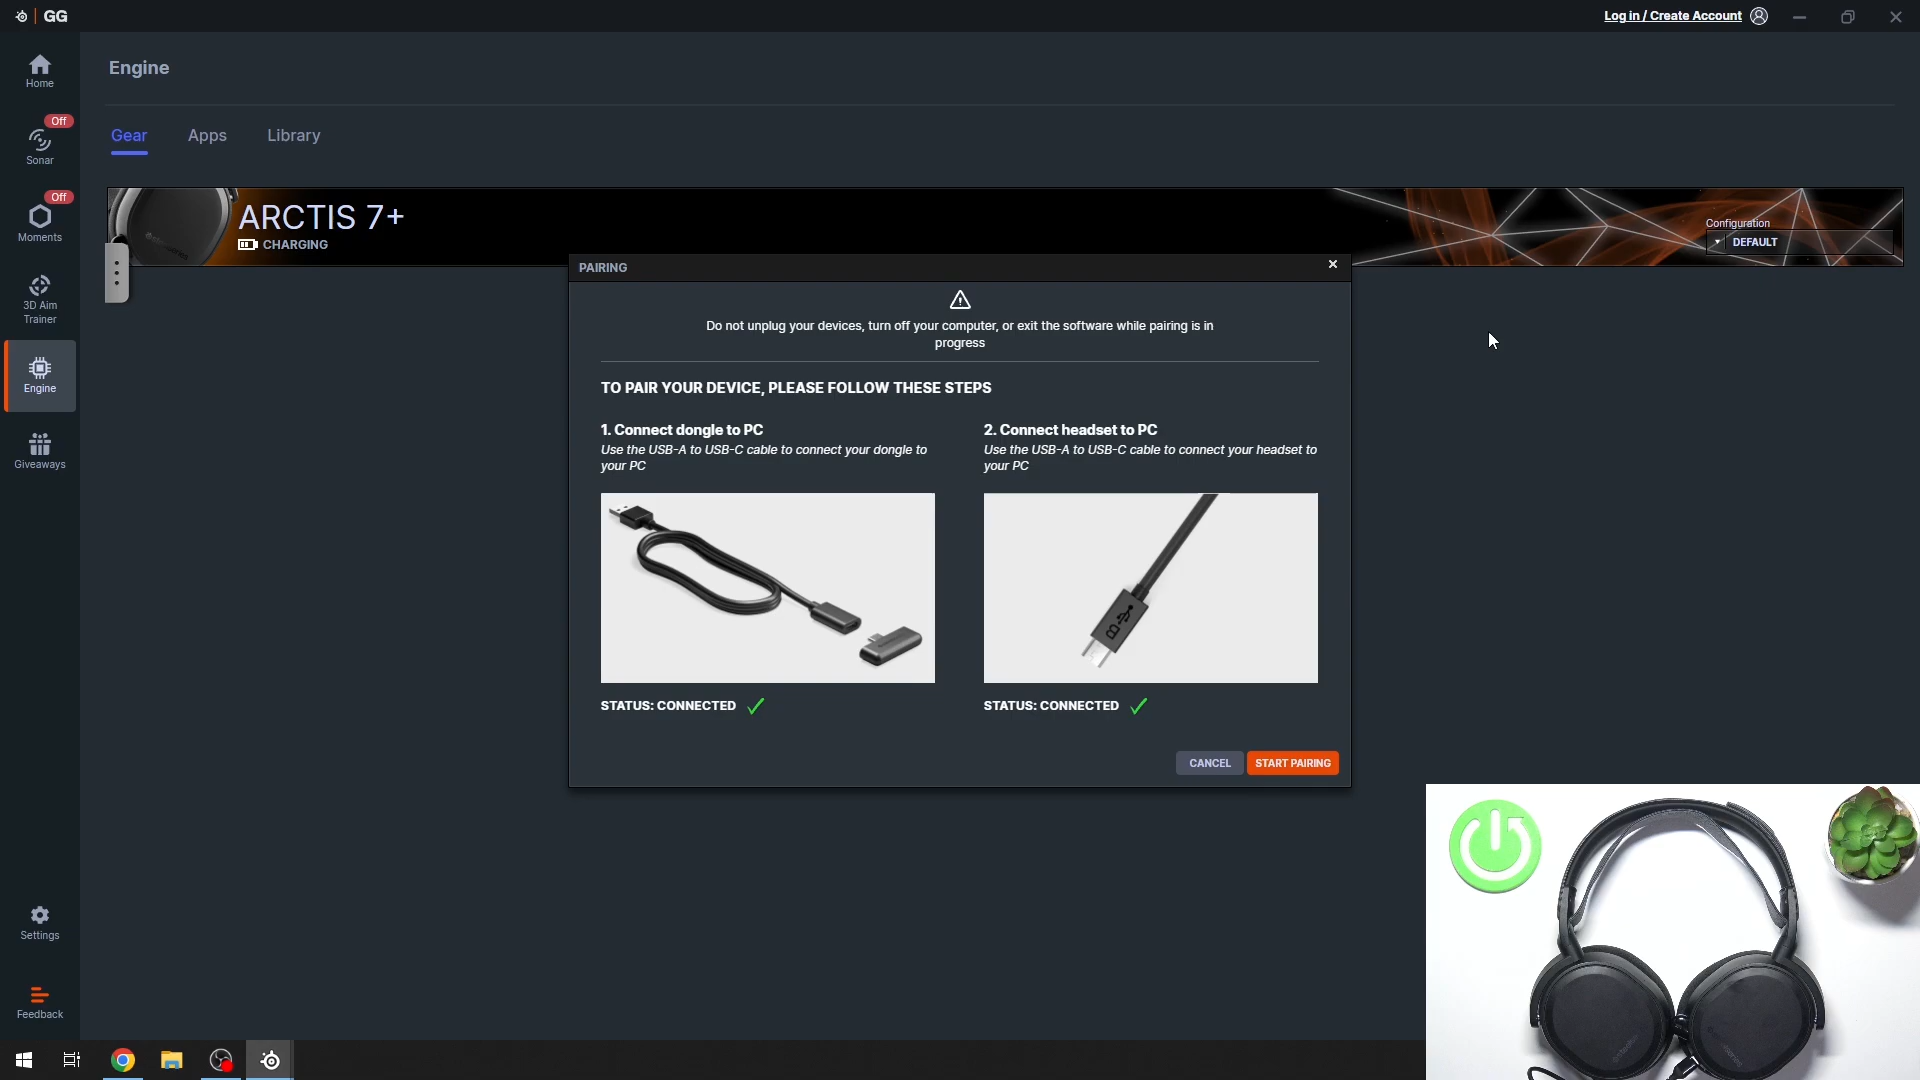 GG
Log in / Create Account
Home
Off
Sonar
Off
Moments
3D Aim
Trainer
Engine
Giveaways
Settings
Feedback
Engine
Gear
Apps
Library
ARCTIS 7+
CHARGING
Configuration
DEFAULT
PAIRING
Do not unplug your devices, turn off your computer, or exit the software while pairing is in
progress
TO PAIR YOUR DEVICE, PLEASE FOLLOW THESE STEPS
1. Connect dongle to PC
Use the USB-A to USB-C cable to connect your dongle to
your PC
STATUS: CONNECTED
2. Connect headset to PC
Use the USB-A to USB-C cable to connect your headset to
your PC
STATUS: CONNECTED
CANCEL
START PAIRING